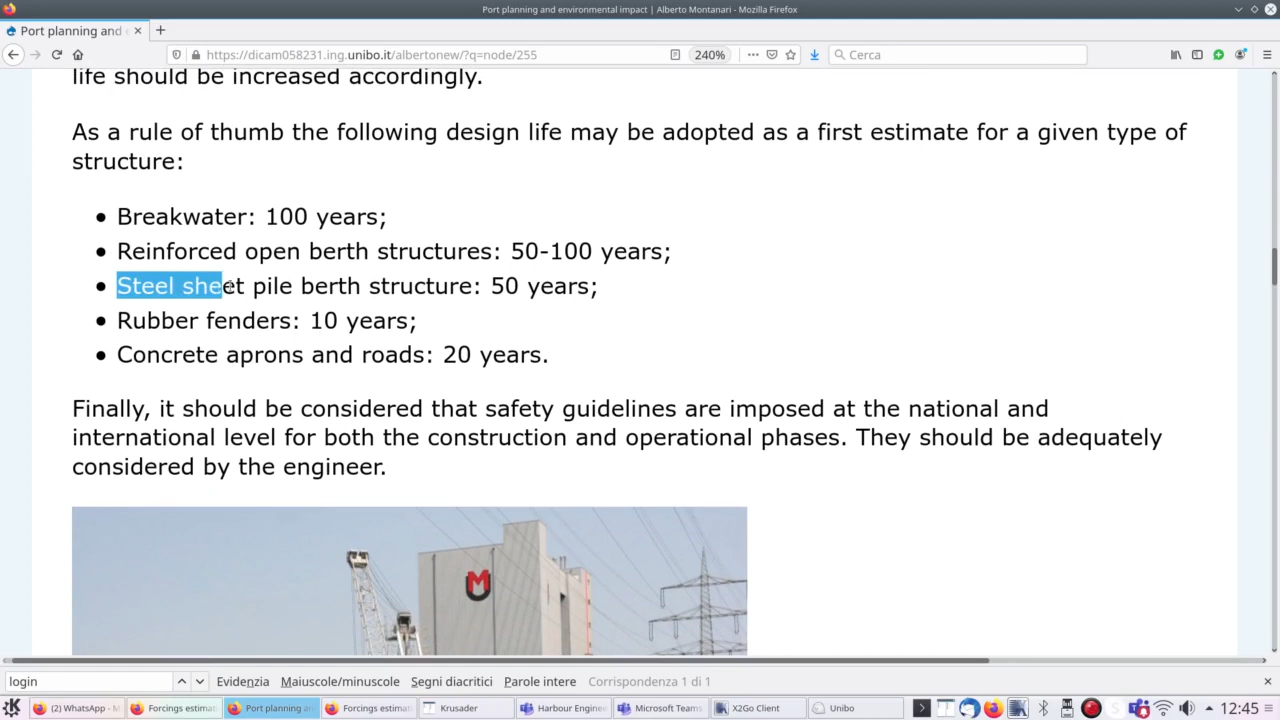 Port planning and environmental impact | Alberto Montanari - Mozilla Firefox
Port planning and
https://dicam058231.ing.unibo.it/albertonew/?q=node/255
240%
Cerca
life should be increased accordingly.
As a rule of thumb the following design life may be adopted as a first estimate for a given type of
structure:
Breakwater: 100 years;
Reinforced open berth structures: 50-100 years;
Steel sheet pile berth structure: 50 years;
Rubber fenders: 10 years;
Concrete aprons and roads: 20 years.
Finally, it should be considered that safety guidelines are imposed at the national and
international level for both the construction and operational phases. They should be adequately
considered by the engineer.
M
login
Evidenzia
Maiuscole/minuscole
Segni diacritici
Parole intere
Corrispondenza 1 di 1
(2) WhatsApp - M
Forcings estimat
Port planning an
Forcings estimat
Krusader
Harbour Enginee
Microsoft Teams
X2Go Client
Unibo
12:45